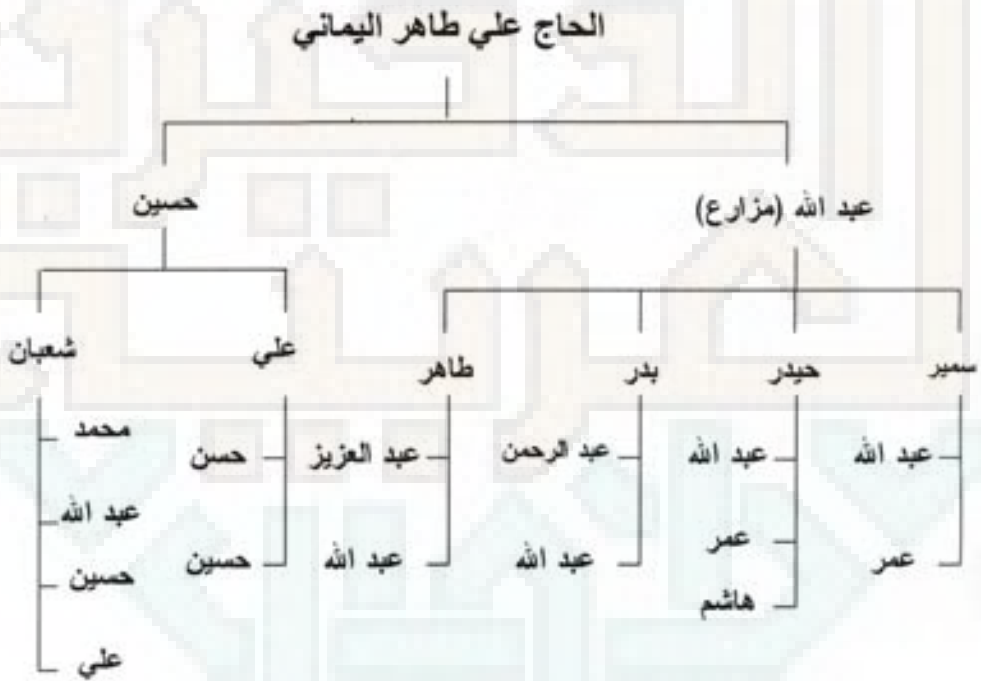 الحاج علي طاهر اليماني
عبد الله (مزارع)
حسين
سمير
حيدر
بدر
طاهر
علي
شعبان
عبد الله
عمر
عبد الله
عمر
هاشم
عبد الرحمن
عبد الله
عبد العزيز
عبد الله
حسن
حسين
محمد
عبد الله
حسين
علي